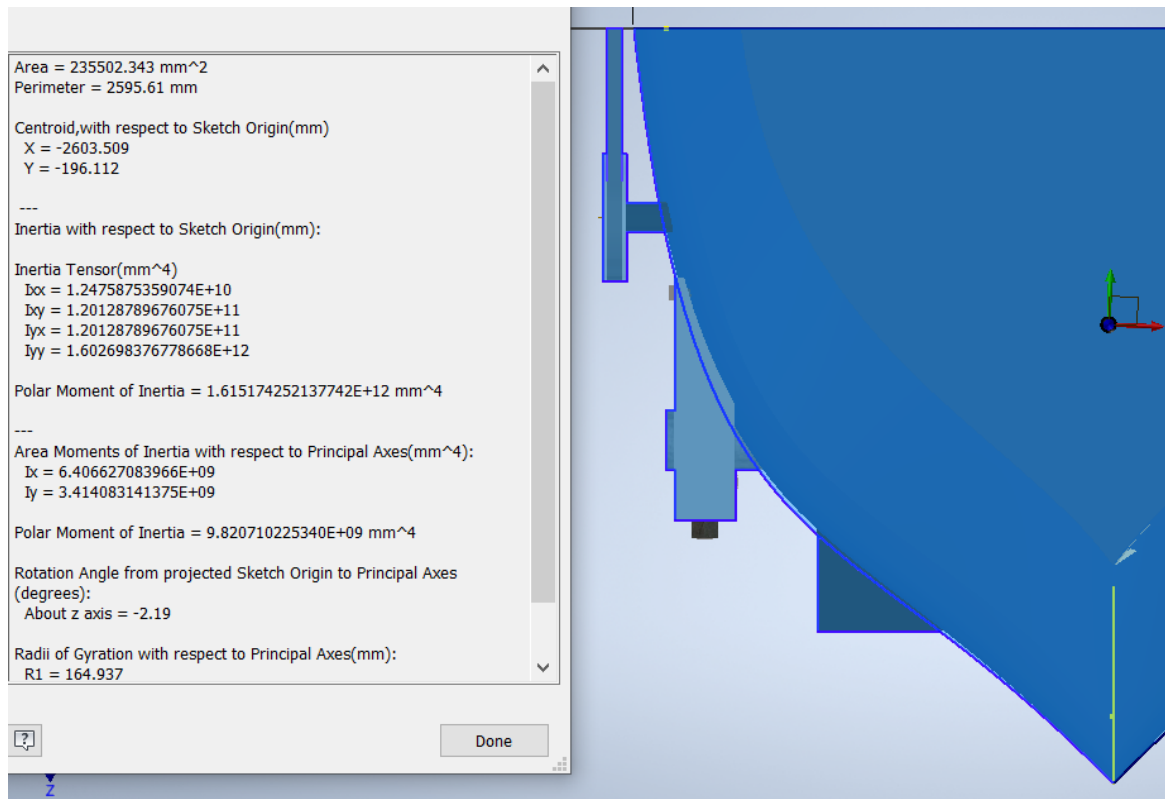 Area = 235502.343 mm^2
Perimeter = 2595.61 mm
Centroid,with respect to Sketch Origin(mm)
X = -2603.509
Y = -196.112
---
Inertia with respect to Sketch Origin(mm):
Inertia Tensor(mm^4)
Ixx = 1.2475875359074E+10
Ixy = 1.20128789676075E+11
Iyx = 1.20128789676075E+11
Iyy = 1.602698376778668E+12
Polar Moment of Inertia = 1.615174252137742E+12 mm^4
---
Area Moments of Inertia with respect to Principal Axes(mm^4):
Ix = 6.406627083966E+09
Iy = 3.414083141375E+09
Polar Moment of Inertia = 9.820710225340E+09 mm^4
Rotation Angle from projected Sketch Origin to Principal Axes
(degrees):
About z axis = -2.19
Radii of Gyration with respect to Principal Axes(mm):
R1 = 164.937
?
Done
Z